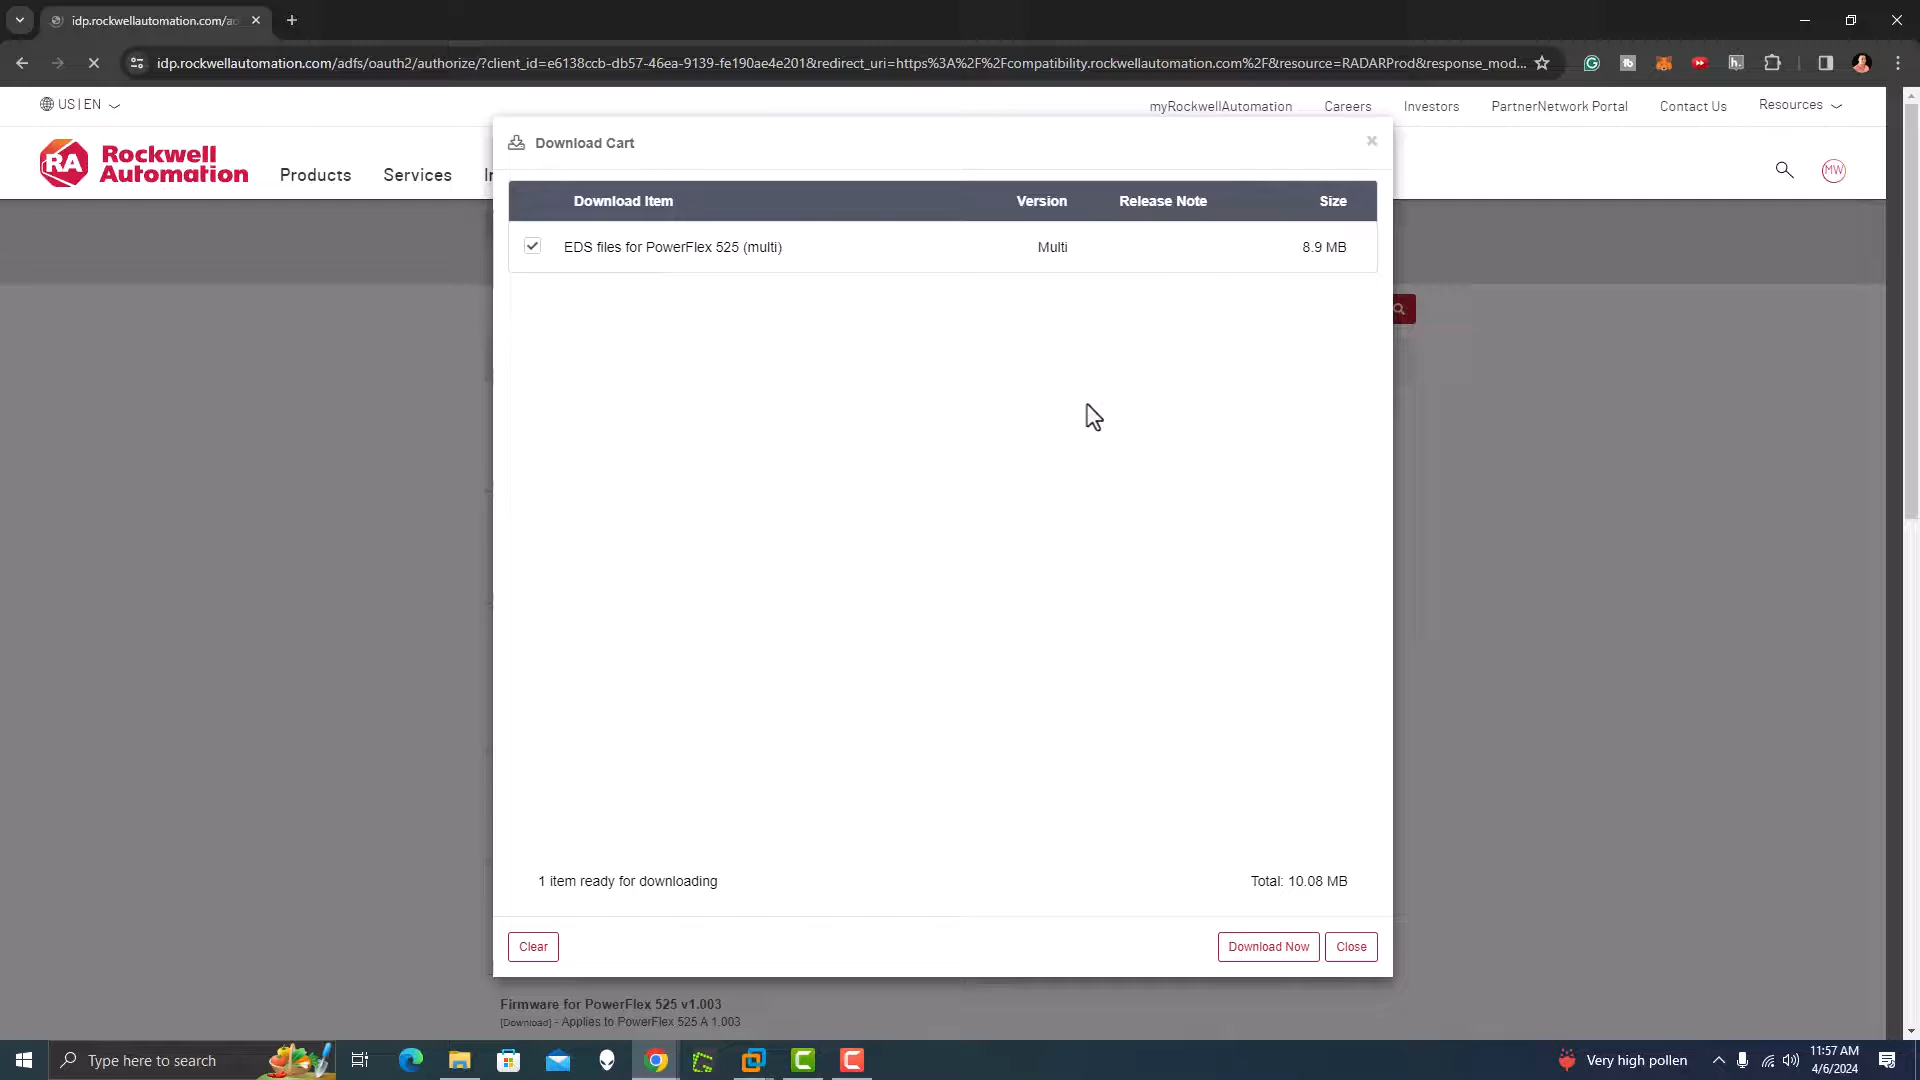 idp.rockwellautomation.com/ad
idp.rockwellautomation.com/adfs/oauth2/authorize/?client_id=e6138ccb-db57-46ea-9139-fe190ae4e201&redirect_uri=https%3A%2F%2Fcompatibility.rockwellautomation.com%2F&resource=RADARProd&response_mod...
US | EN
myRockwellAutomation Careers Investors PartnerNetwork Portal Contact Us Resources
RA Rockwell Automation
Products Services
MW
Download Cart
Download Item Version Release Note Size
EDS files for PowerFlex 525 (multi) Multi 8.9 MB
1 item ready for downloading Total: 10.08 MB
Clear Download Now Close
Firmware for PowerFlex 525 v1.003
[Download] - Applies to PowerFlex 525 A 1.003
Type here to search
Very high pollen
11:57 AM
4/6/2024